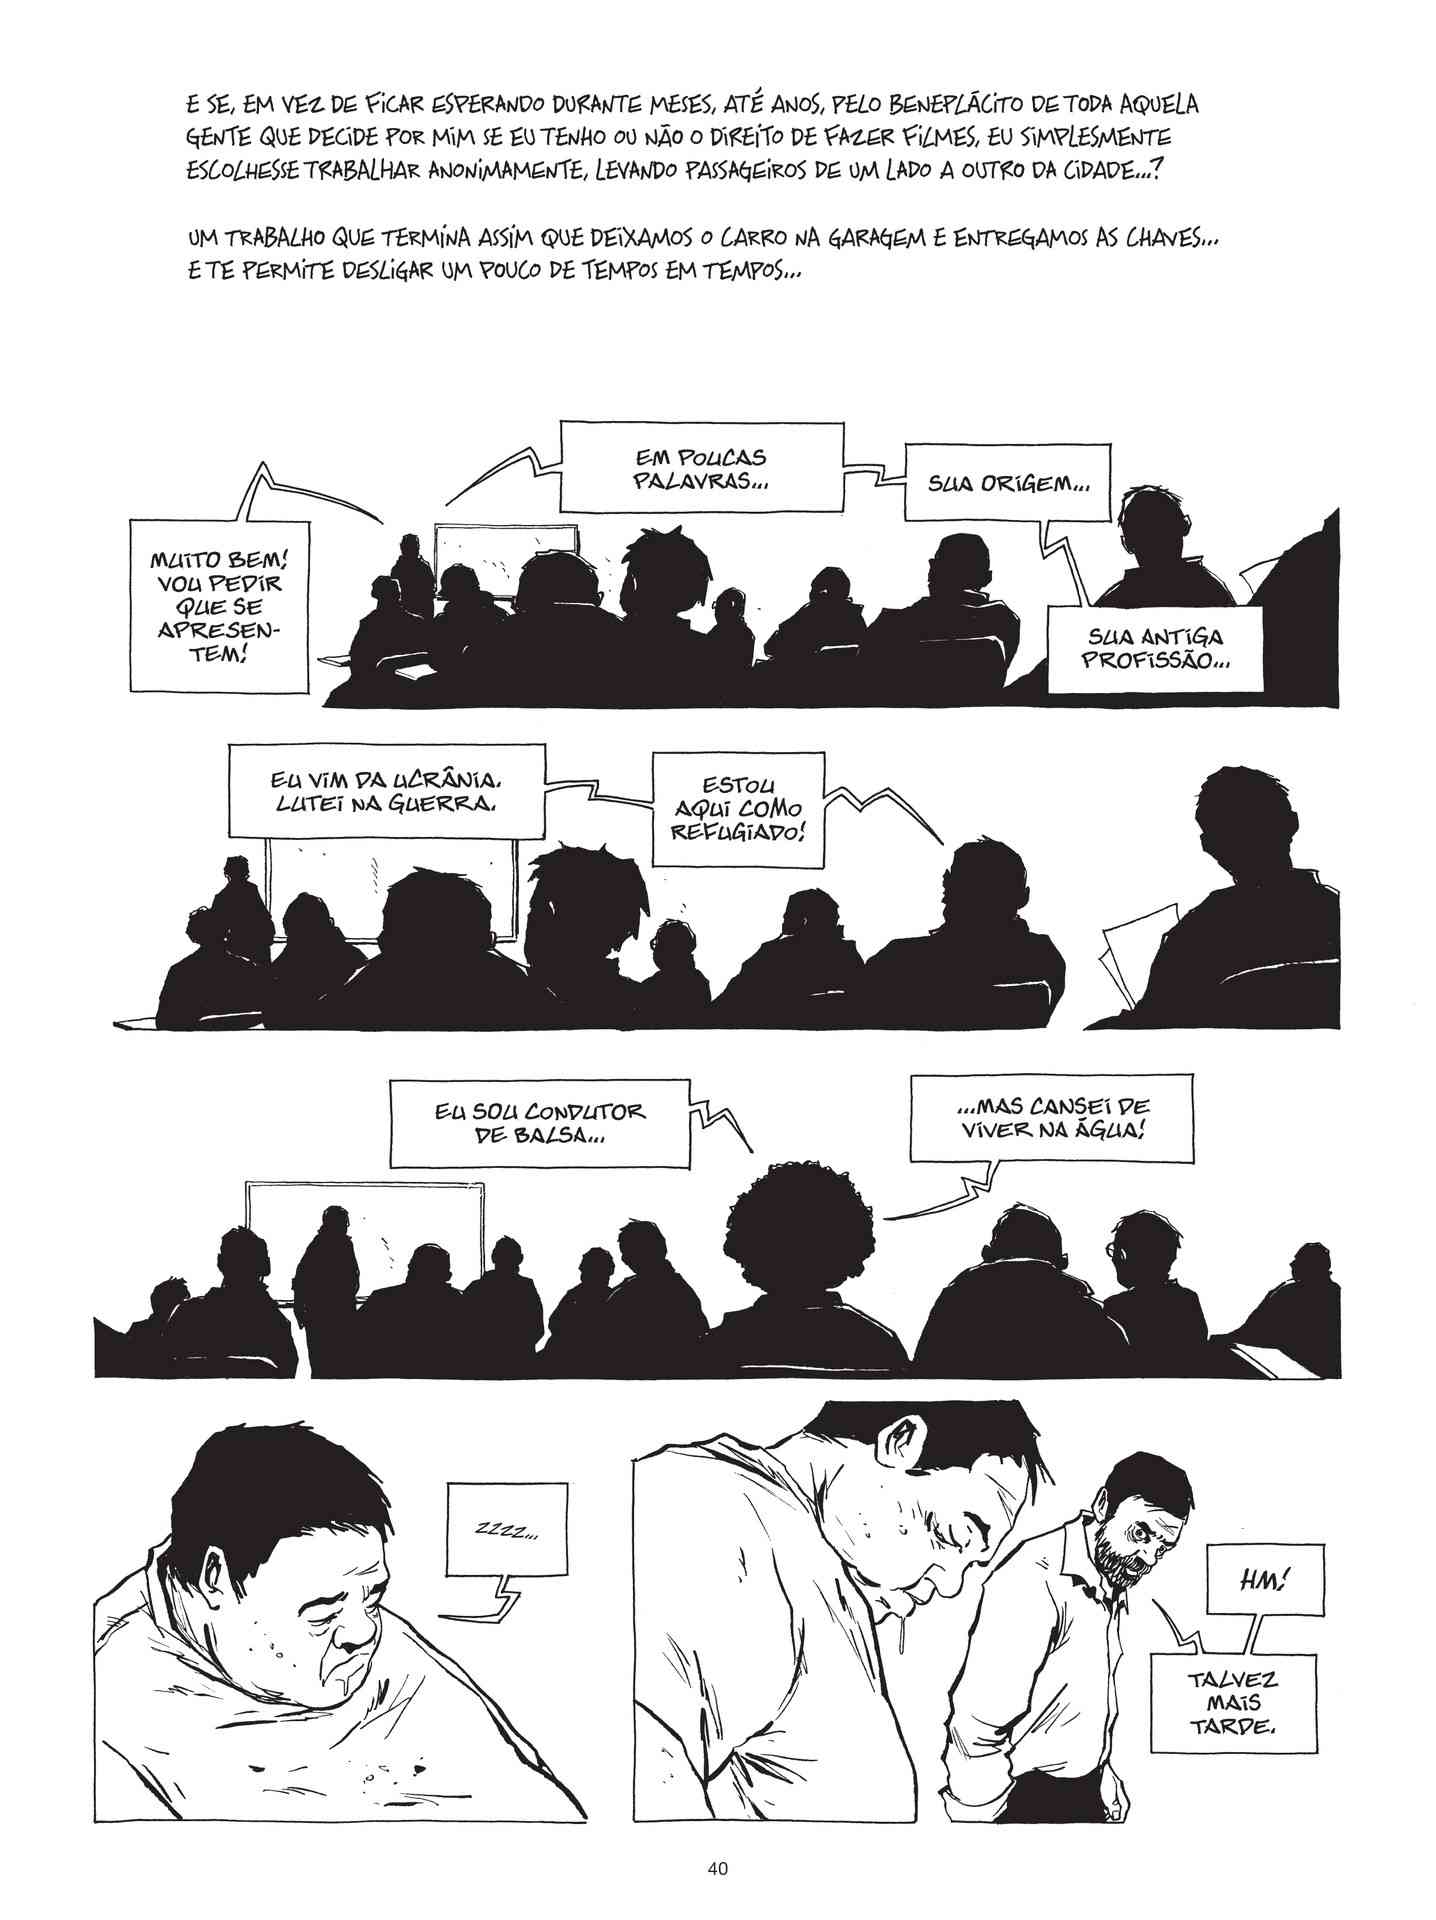 E SE, EM VEZ DE FICAR ESPERANDO DURANTE MESES, ATÉ ANOS, PELO BENEPLÁCITO DE TODA AQUELA
GENTE QUE DECIDE POR MIM SE EU TENHO OU NÃO O DIREITO DE FAZER FILMES, EU SIMPLESMENTE
ESCOLHESSE TRABALHAR ANONIMAMENTE, LEVANDO PASSAGEIROS DE UM LADO A OUTRO DA CIDADE...?
UM TRABALHO QUE TERMINA ASSIM QUE DEIXAMOS O CARRO NA GARAGEM E ENTREGAMOS AS CHAVES...
E TE PERMITE DESLIGAR UM POUCO DE TEMPOS EM TEMPOS...
MUITO BEM!
VOU PEDIR
QUE SE
APRESEN-
TEM!
EM POUCAS
PALAVRAS...
SUA ORIGEM...
SUA ANTIGA
PROFISSÃO...
EU VIM DA UCRÂNIA.
LUTEI NA GUERRA.
ESTOU
AQUI COMO
REFUGIADO!
EU SOU CONDUTOR
DE BALSA...
...MAS CANSEI DE
VIVER NA ÁGUA!
ZZZZ...
HM!
TALVEZ
MAIS
TARDE.
40